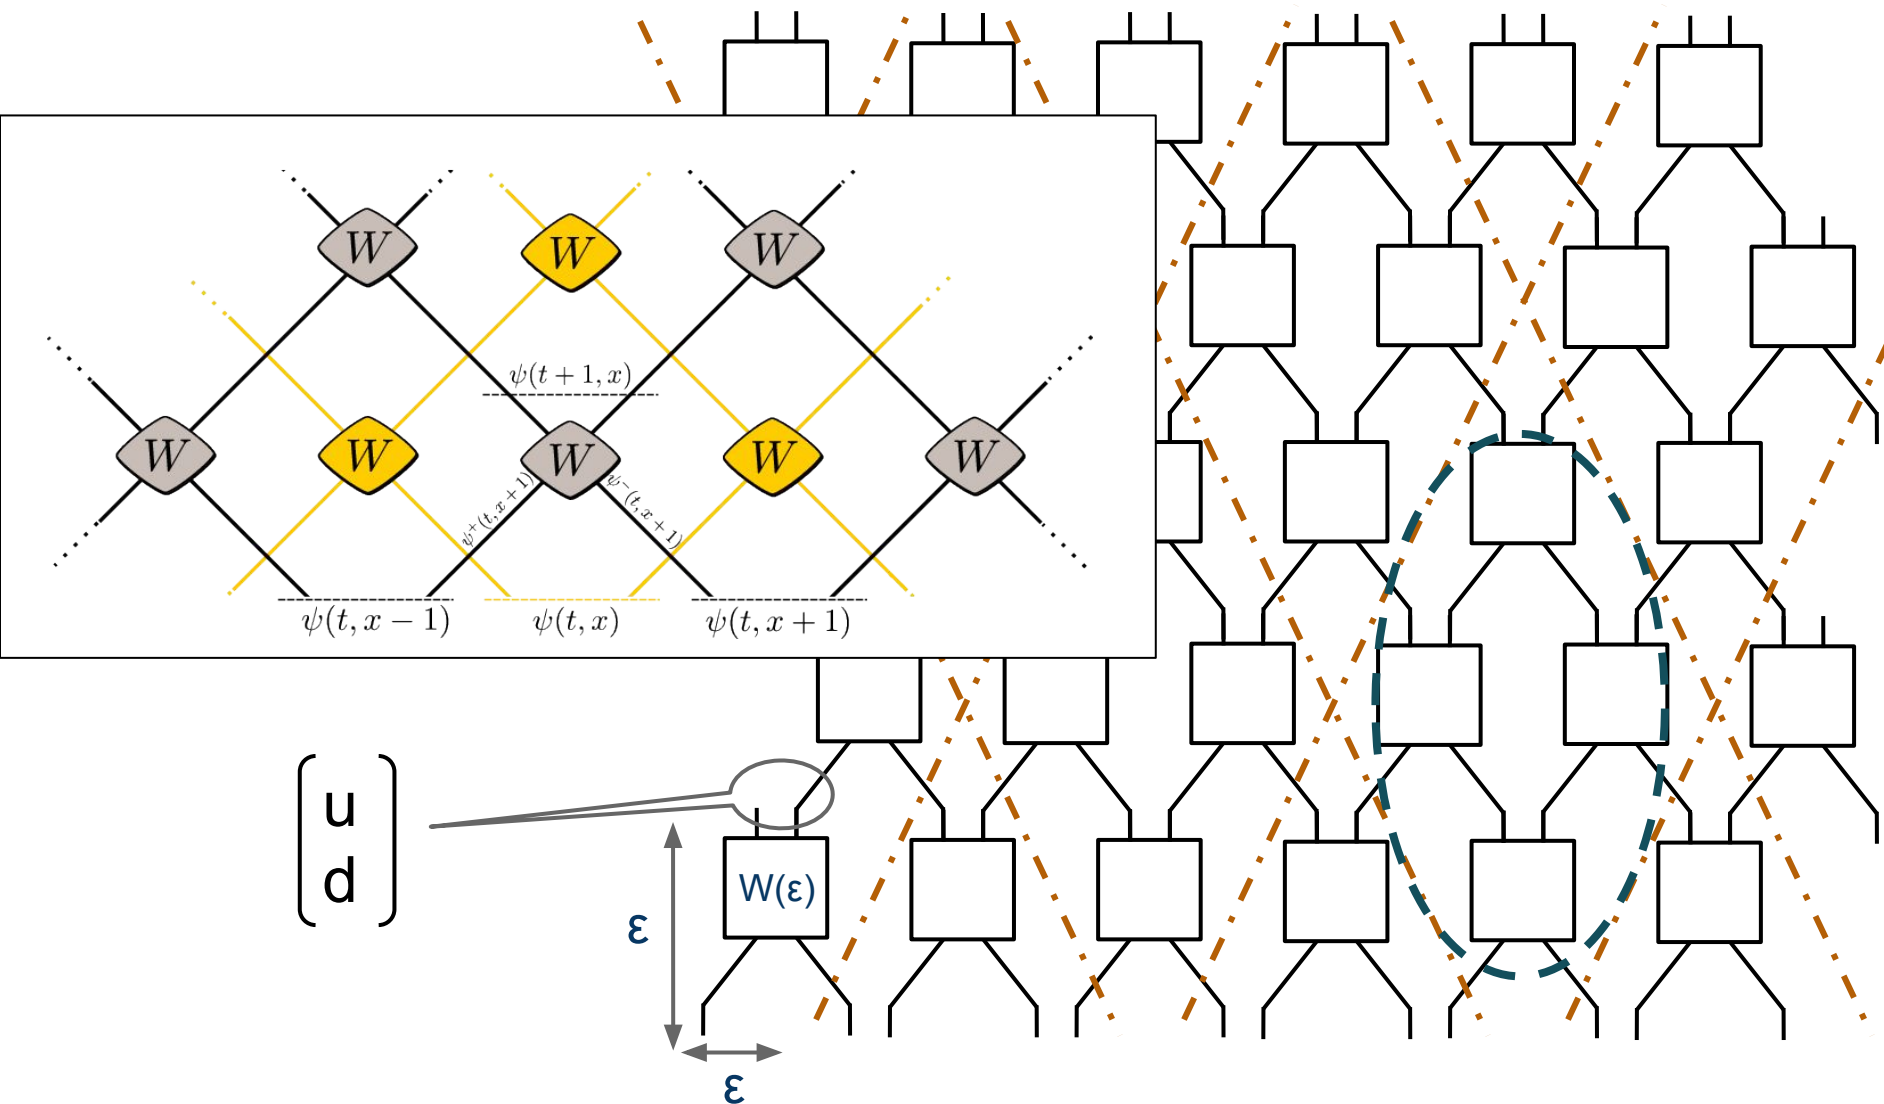 W
W
W
ψ(t + 1, x)
W
W
W
W
W
ψ⁺(t, x + 1)
ψ⁻(t, x + 1)
ψ(t, x − 1)
ψ(t, x)
ψ(t, x + 1)
u
d
W(ε)
ε
ε